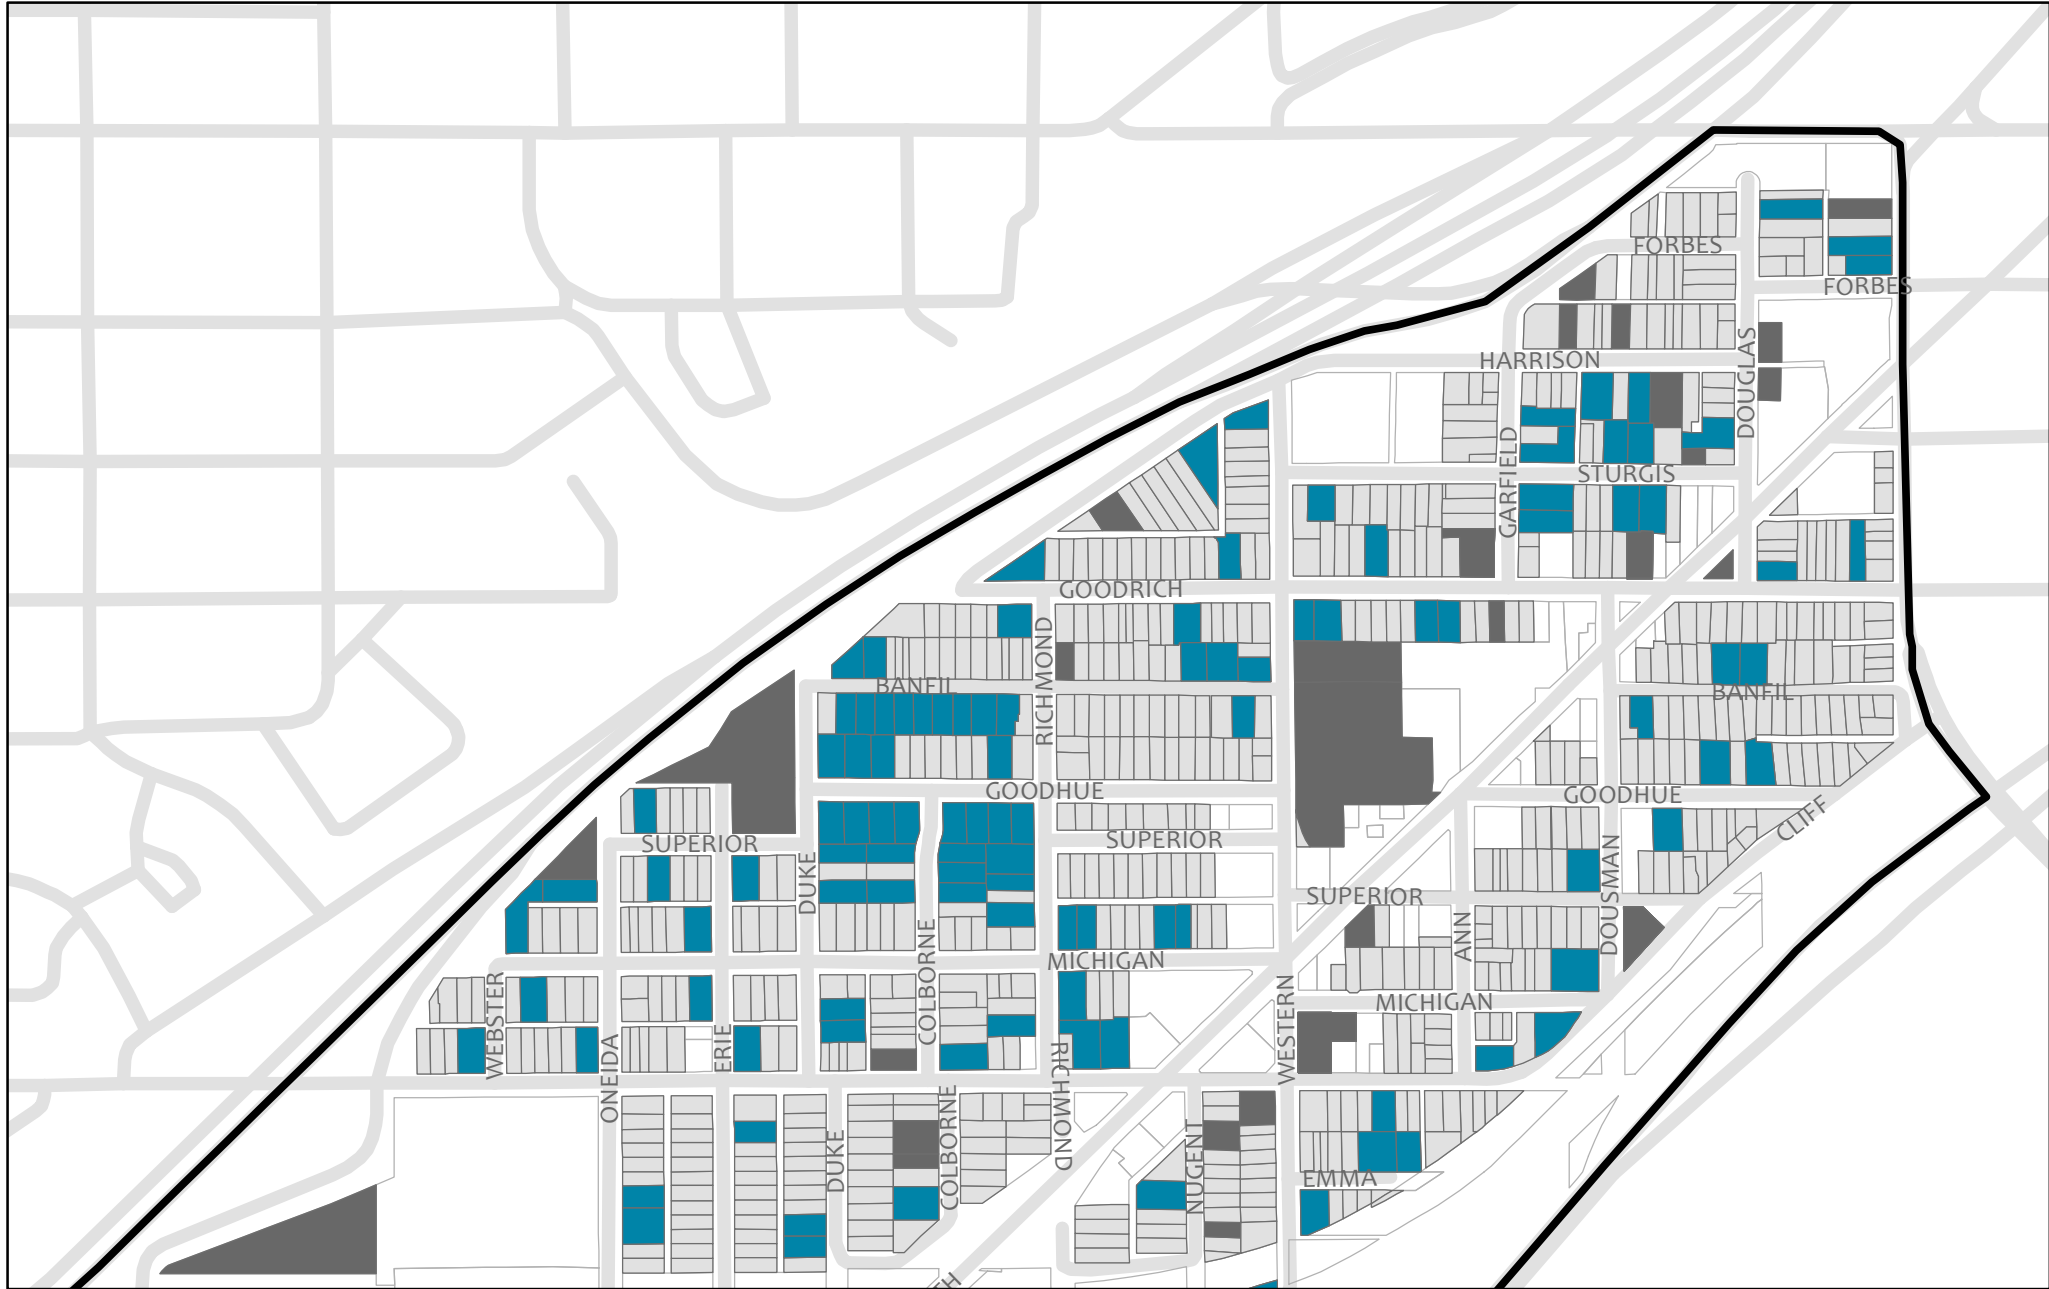 FORBES
FORBES
HARRISON
DOUGLAS
STURGIS
GARFIELD
GOODRICH
RICHMOND
BANFIL
BANFIL
GOODHUE
GOODHUE
CLIFF
SUPERIOR
SUPERIOR
DUKE
DOUSMAN
SUPERIOR
COLBORNE
ANN
MICHIGAN
WEBSTER
WESTERN
MICHIGAN
ERIE
ONEIDA
RICHMOND
COLBORNE
DUKE
NUGENT
EMMA
TH